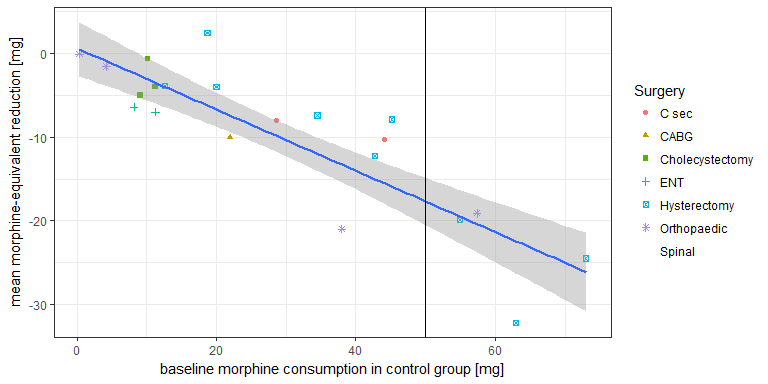 mean morphine-equivalent reduction [mg]
0
-10
-20
-30
0
20
40
60
baseline morphine consumption in control group [mg]
Surgery
C sec
CABG
Cholecystectomy
ENT
Hysterectomy
Orthopaedic
Spinal